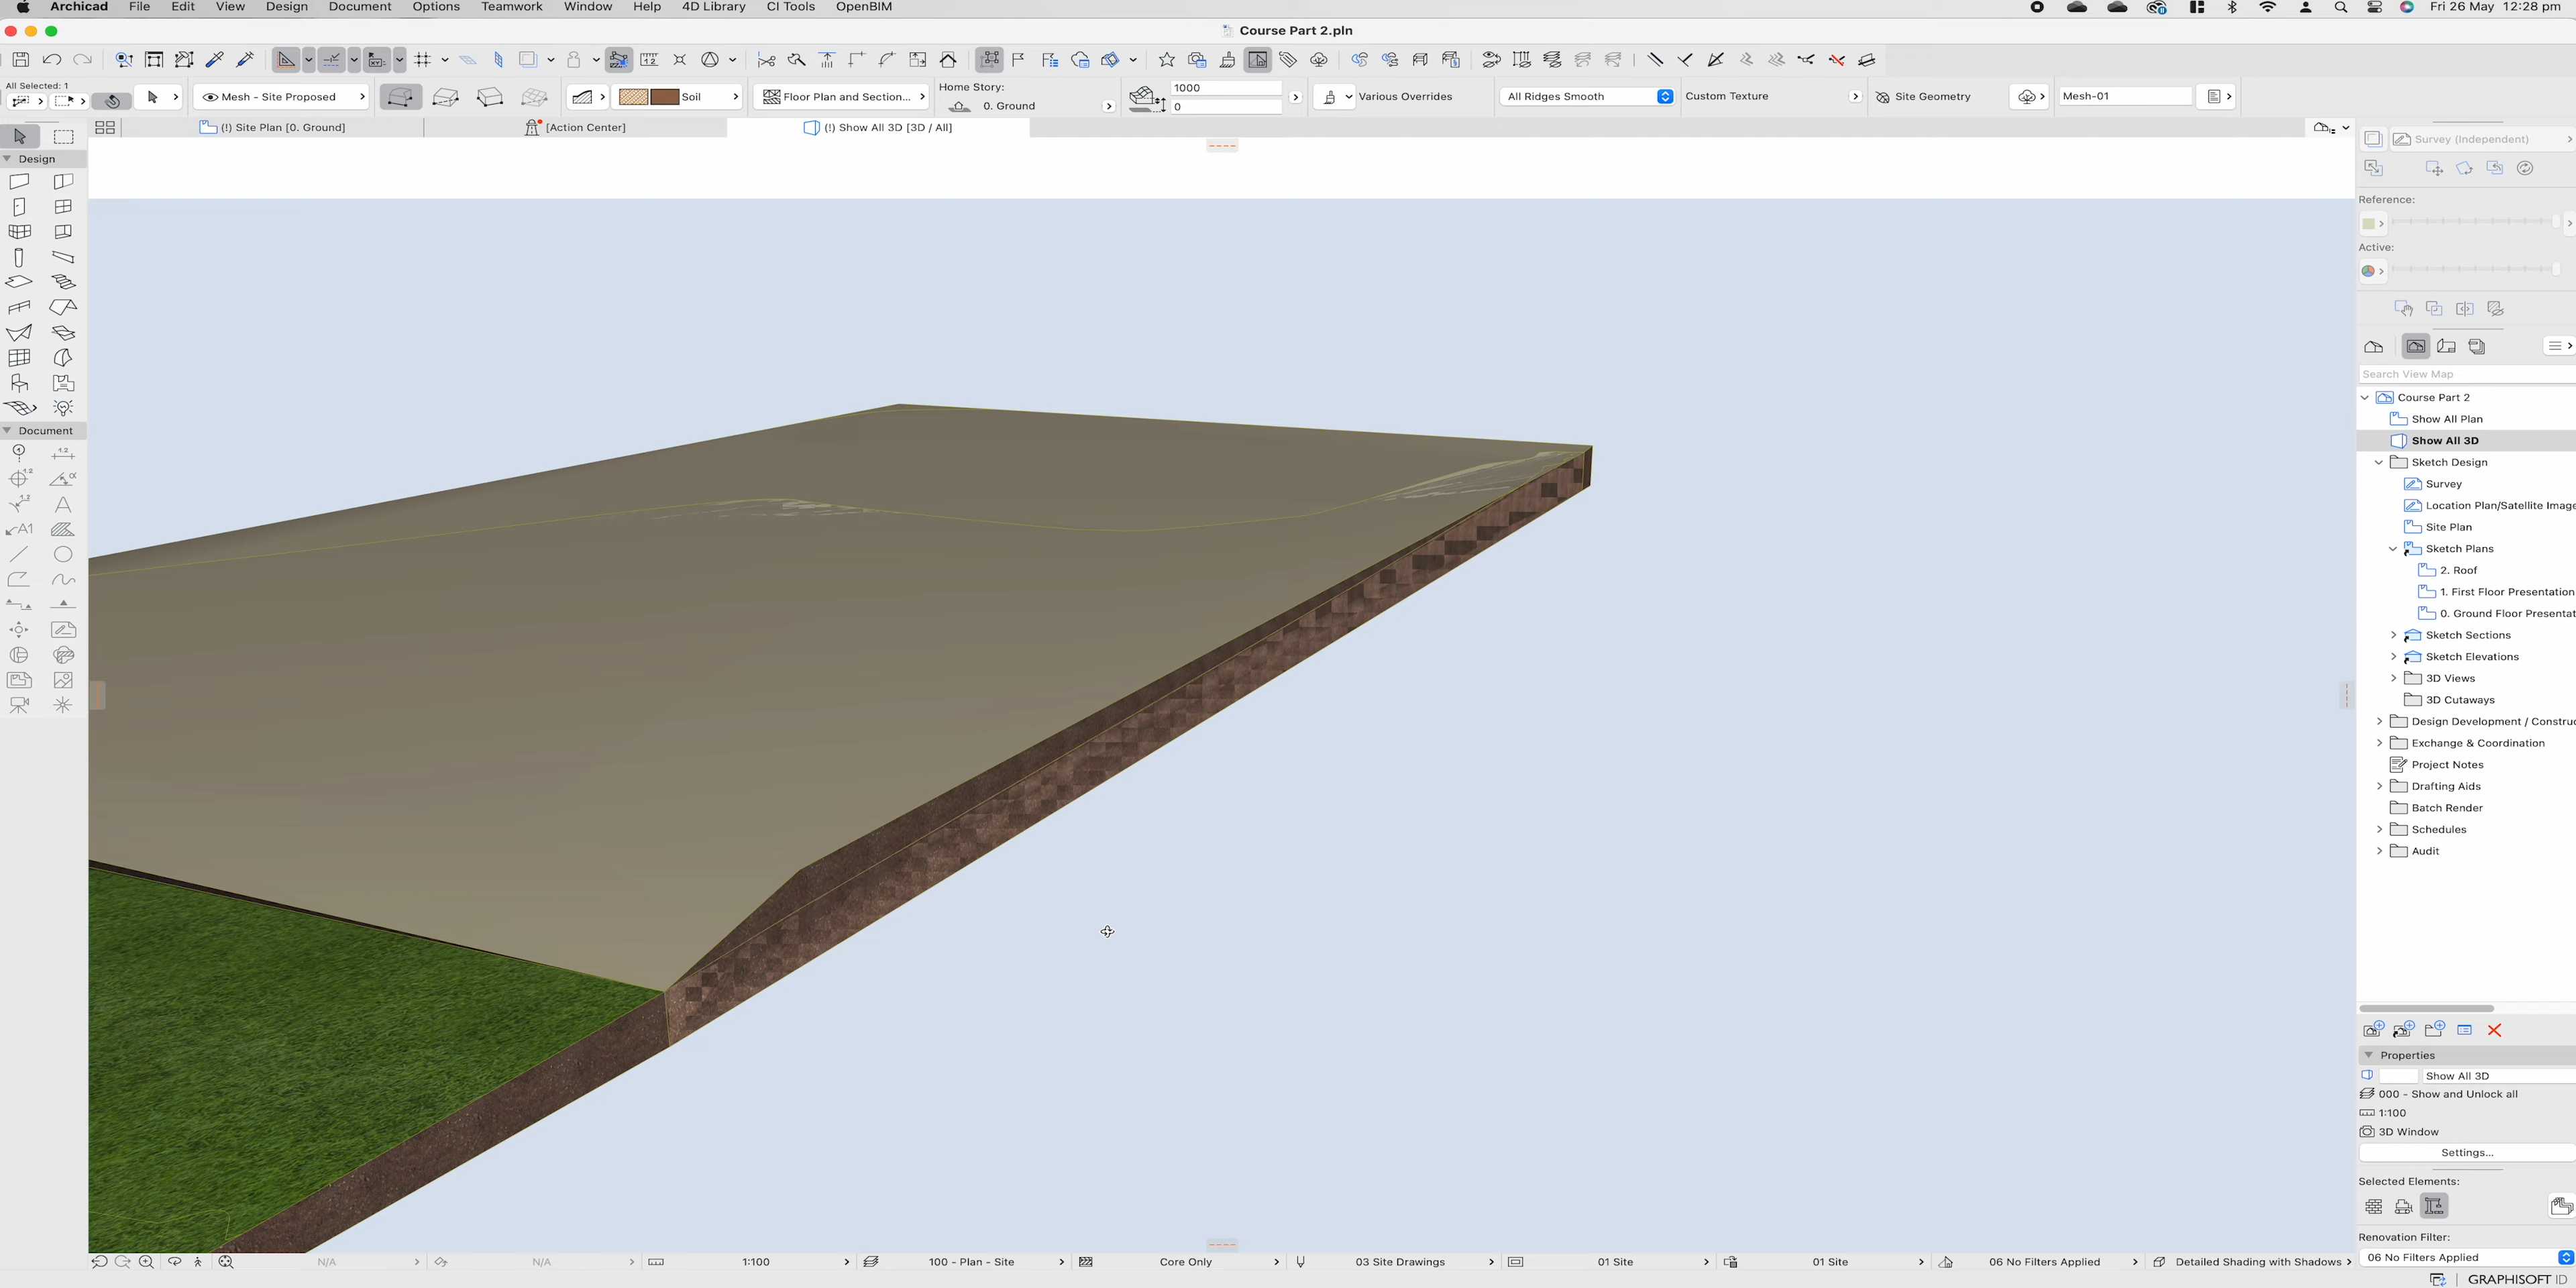 Archicad File Edit View Design Document Options Teamwork Window Help 4D Library CI Tools OpenBIM Fri 26 May 12:28 pm
Course Part 2.pln
All Selected: 1
Mesh - Site Proposed
Soil
Floor Plan and Section...
Home Story:
0. Ground
1000
0
Various Overrides
All Ridges Smooth
Custom Texture
Site Geometry
Mesh-01
(!) Site Plan [0. Ground]
[Action Center]
(!) Show All 3D [3D / All]
Design
Document
Survey (Independent)
Reference:
Active:
Search View Map
Course Part 2
Show All Plan
Show All 3D
Sketch Design
Survey
Location Plan/Satellite Image
Site Plan
Sketch Plans
2. Roof
1. First Floor Presentation
0. Ground Floor Presentat
Sketch Sections
Sketch Elevations
3D Views
3D Cutaways
Design Development / Constru
Exchange & Coordination
Project Notes
Drafting Aids
Batch Render
Schedules
Audit
Properties
Show All 3D
000 - Show and Unlock all
1:100
3D Window
Settings...
Selected Elements:
Renovation Filter:
06 No Filters Applied
N/A N/A 1:100 100 - Plan - Site Core Only 03 Site Drawings 01 Site 01 Site 06 No Filters Applied Detailed Shading with Shadows
GRAPHISOFT ID